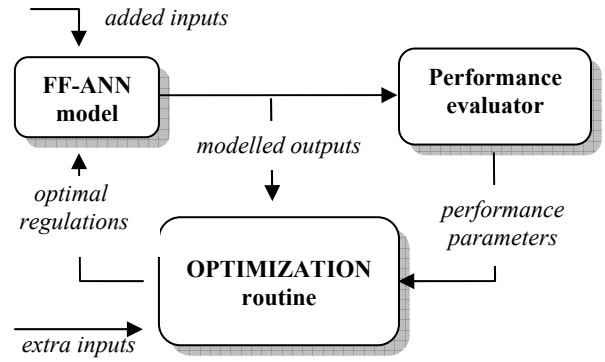 added inputs
FF-ANN
model
Performance
evaluator
modelled outputs
optimal
regulations
performance
parameters
OPTIMIZATION
routine
extra inputs